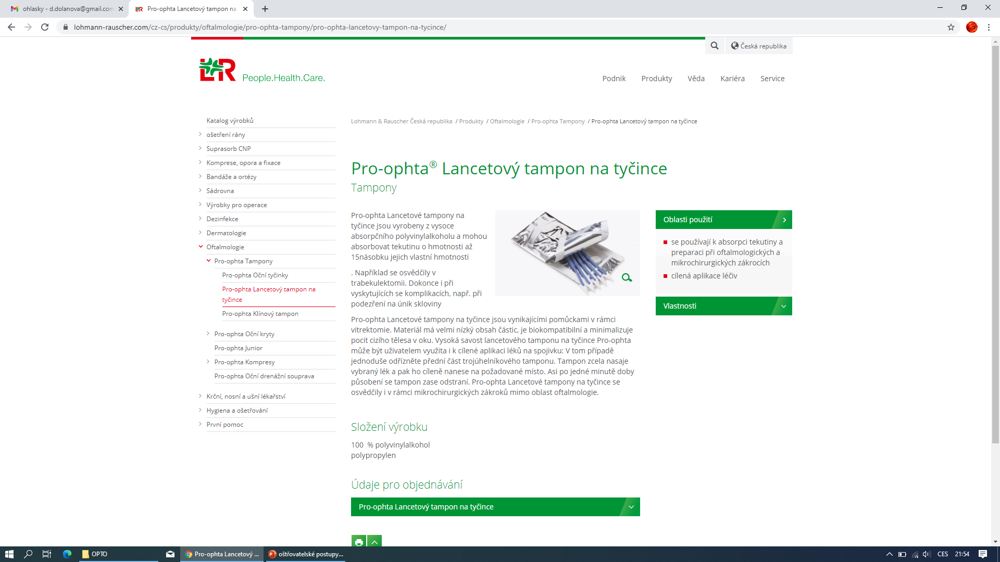 ohlasky - d.dolanova@gmail.com
Pro-ophta Lancetový tampon na
lohmann-rauscher.com/cz-cs/produkty/oftalmologie/pro-ophta-tampony/pro-ophta-lancetovy-tampon-na-tycince/
Česká republika
L&R People.Health.Care.
Podnik Produkty Věda Kariéra Service
Katalog výrobků
ošetření rány
Suprasorb CNP
Komprese, opora a fixace
Bandáže a ortézy
Sádrovna
Výrobky pro operace
Dezinfekce
Dermatologie
Oftalmologie
Pro-ophta Tampony
Pro-ophta Oční tyčinky
Pro-ophta Lancetový tampon na
tyčince
Pro-ophta Klínový tampon
Pro-ophta Oční kryty
Pro-ophta Junior
Pro-ophta Kompresy
Pro-ophta Oční drenážní souprava
Krční, nosní a ušní lékařství
Hygiena a ošetřování
První pomoc
Lohmann & Rauscher Česká republika / Produkty / Oftalmologie / Pro-ophta Tampony / Pro-ophta Lancetový tampon na tyčince
Pro-ophta® Lancetový tampon na tyčince
Tampony
Pro-ophta Lancetové tampony na
tyčince jsou vyrobeny z vysoce
absorpčního polyvinylalkoholu a mohou
absorbovat tekutinu o hmotnosti až
15násobku jejich vlastní hmotnosti
. Například se osvědčily v
trabekulektomii. Dokonce i při
vyskytujících se komplikacích, např. při
podezření na únik skloviny
Pro-ophta Lancetové tampony na tyčince jsou vynikajícími pomůckami v rámci
vitrektomie. Materiál má velmi nízký obsah částic, je biokompatibilní a minimalizuje
pocit cizího tělesa v oku. Vysoká savost lancetového tamponu na tyčince Pro-ophta
může být uživatelem využita i k cílené aplikaci léků na spojivku: V tom případě
jednoduše odřízněte přední část trojúhelníkového tamponu. Tampon zcela nasaje
vybraný lék a pak ho cíleně nanese na požadované místo. Asi po jedné minutě doby
působení se tampon zase odstraní. Pro-ophta Lancetové tampony na tyčince se
osvědčily i v rámci mikrochirurgických zákroků mimo oblast oftalmologie.
Složení výrobku
100 % polyvinylalkohol
polypropylen
Údaje pro objednávání
Pro-ophta Lancetový tampon na tyčince
Oblasti použití
se používají k absorpci tekutiny a
preparaci při oftalmologických a
mikrochirurgických zákrocích
cílená aplikace léčiv
Vlastnosti
OPTO
Pro-ophta Lancetový ...
oštřovatelské postupy...
CES
21:54